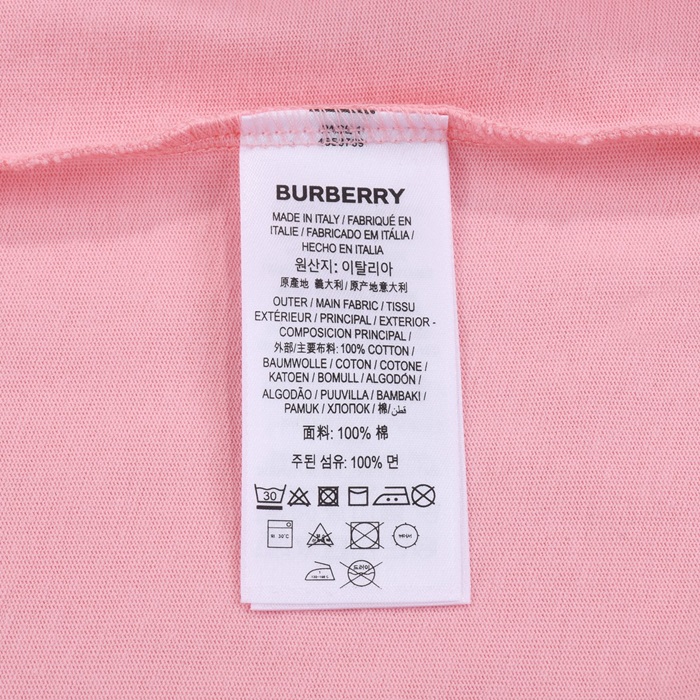 BURBERRY
MADE IN ITALY / FABRIQUÉ EN
ITALIE / FABRICADO EM ITÁLIA /
HECHO EN ITALIA
원산지: 이탈리아
原產地 義大利 / 原产地意大利
OUTER / MAIN FABRIC / TISSU
EXTÉRIEUR / PRINCIPAL / EXTERIOR -
COMPOSICION PRINCIPAL /
外部/主要布料: 100% COTTON /
BAUMWOLLE / COTON / COTONE /
KATOEN / BOMULL / ALGODÓN /
ALGODÃO / PUUVILLA / BAMBAKI /
PAMUK / ХЛОПОК / 棉/ قطن
面料: 100% 棉
주된 섬유: 100% 면
30